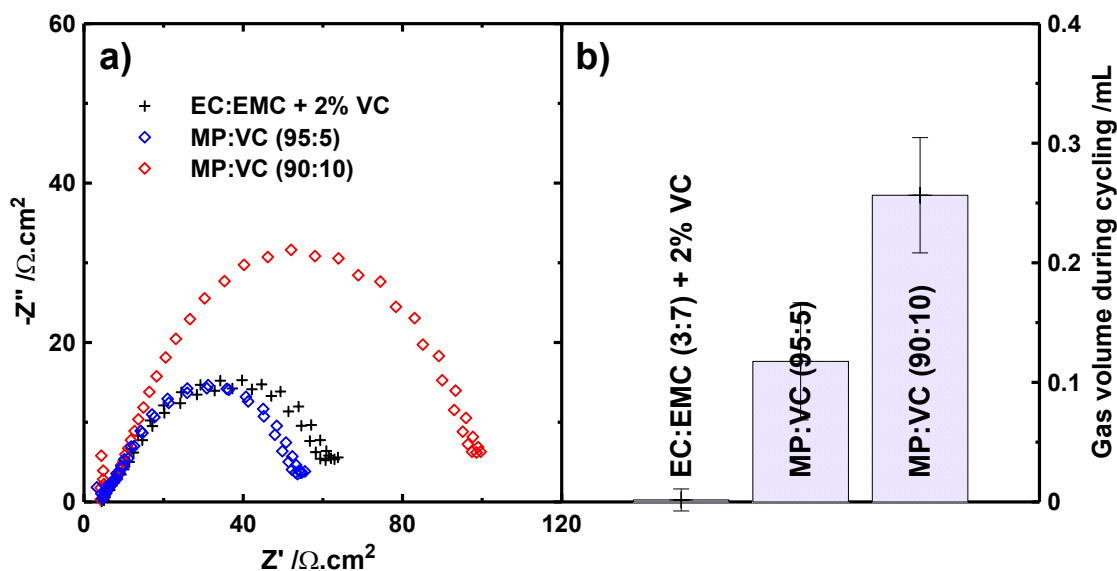 a)
EC:EMC + 2% VC
MP:VC (95:5)
MP:VC (90:10)
60
40
20
0
-Z" /Ω.cm²
0
40
80
120
Z' /Ω.cm²
b)
EC:EMC (3:7) + 2% VC
MP:VC (95:5)
MP:VC (90:10)
0.4
0.3
0.2
0.1
0
Gas volume during cycling /mL